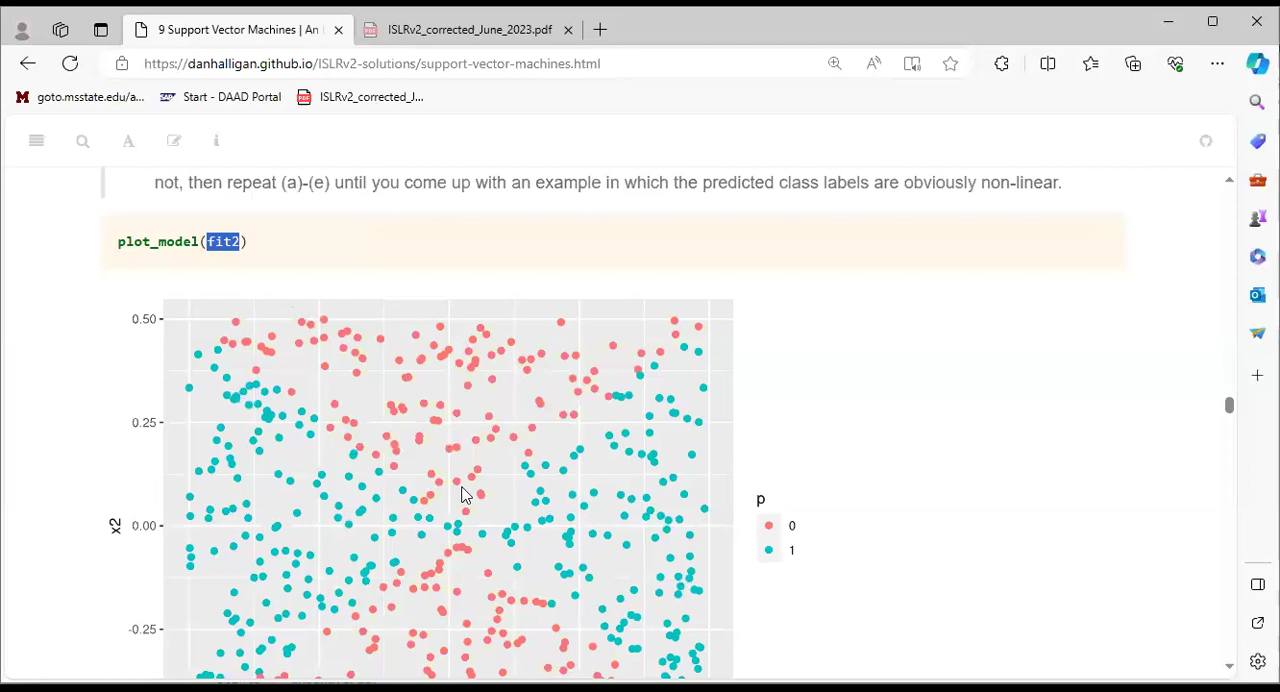 9 Support Vector Machines | An I
ISLRv2_corrected_June_2023.pdf
https://danhalligan.github.io/ISLRv2-solutions/support-vector-machines.html
goto.msstate.edu/a...
Start - DAAD Portal
ISLRv2_corrected_J...
not, then repeat (a)-(e) until you come up with an example in which the predicted class labels are obviously non-linear.
plot_model(fit2)
0.50
0.25
0.00
-0.25
x2
p
0
1